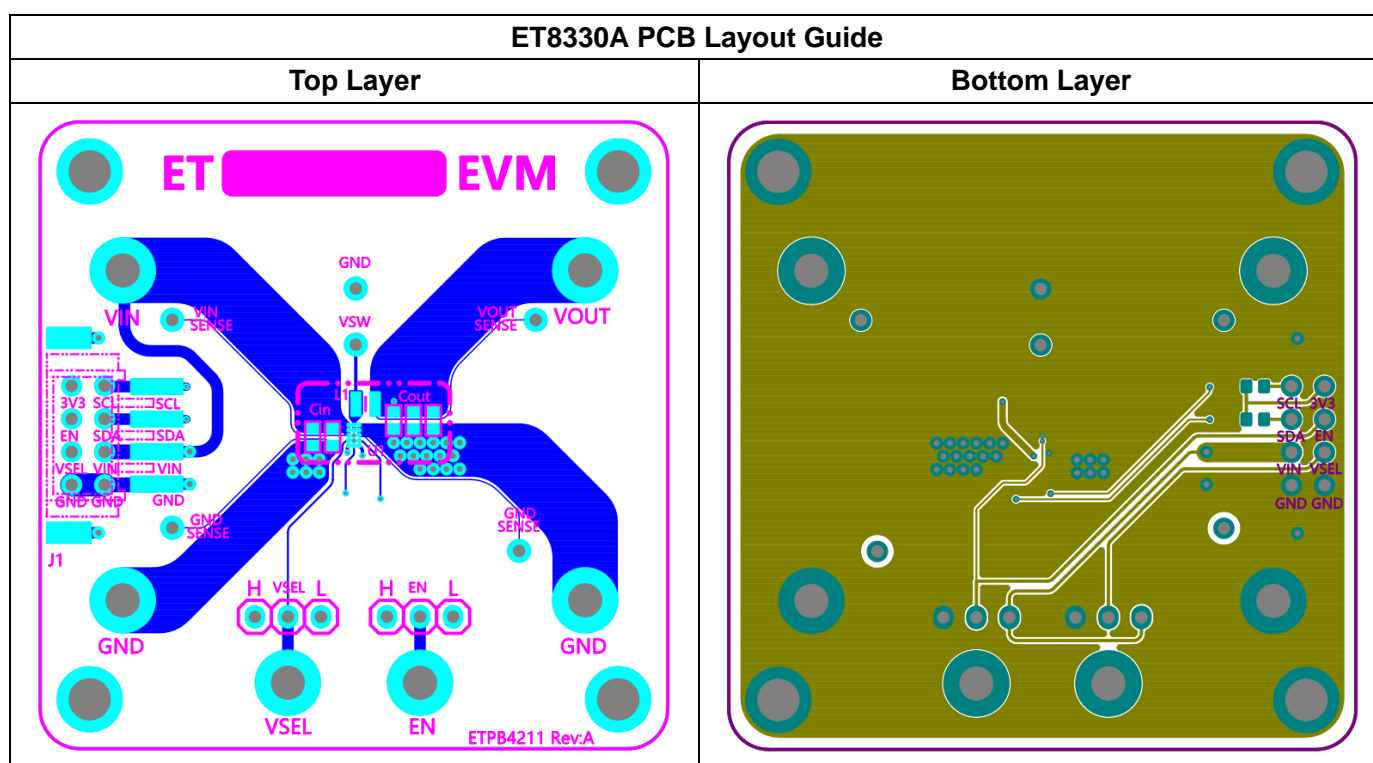 ET8330A PCB Layout Guide
Top Layer
Bottom Layer
ET EVM
GND
VIN
VIN
SENSE
VSW
VOUT
SENSE
VOUT
L1
Cin
Cout
U1
3V3 SCL SCL
EN SDA SDA
VSEL VIN VIN
GND GND GND
J1
GND
SENSE
GND
SENSE
H VSEL L
H EN L
GND
GND
VSEL
EN
ETPB4211 Rev:A
SCL 3V3
SDA EN
VIN VSEL
GND GND